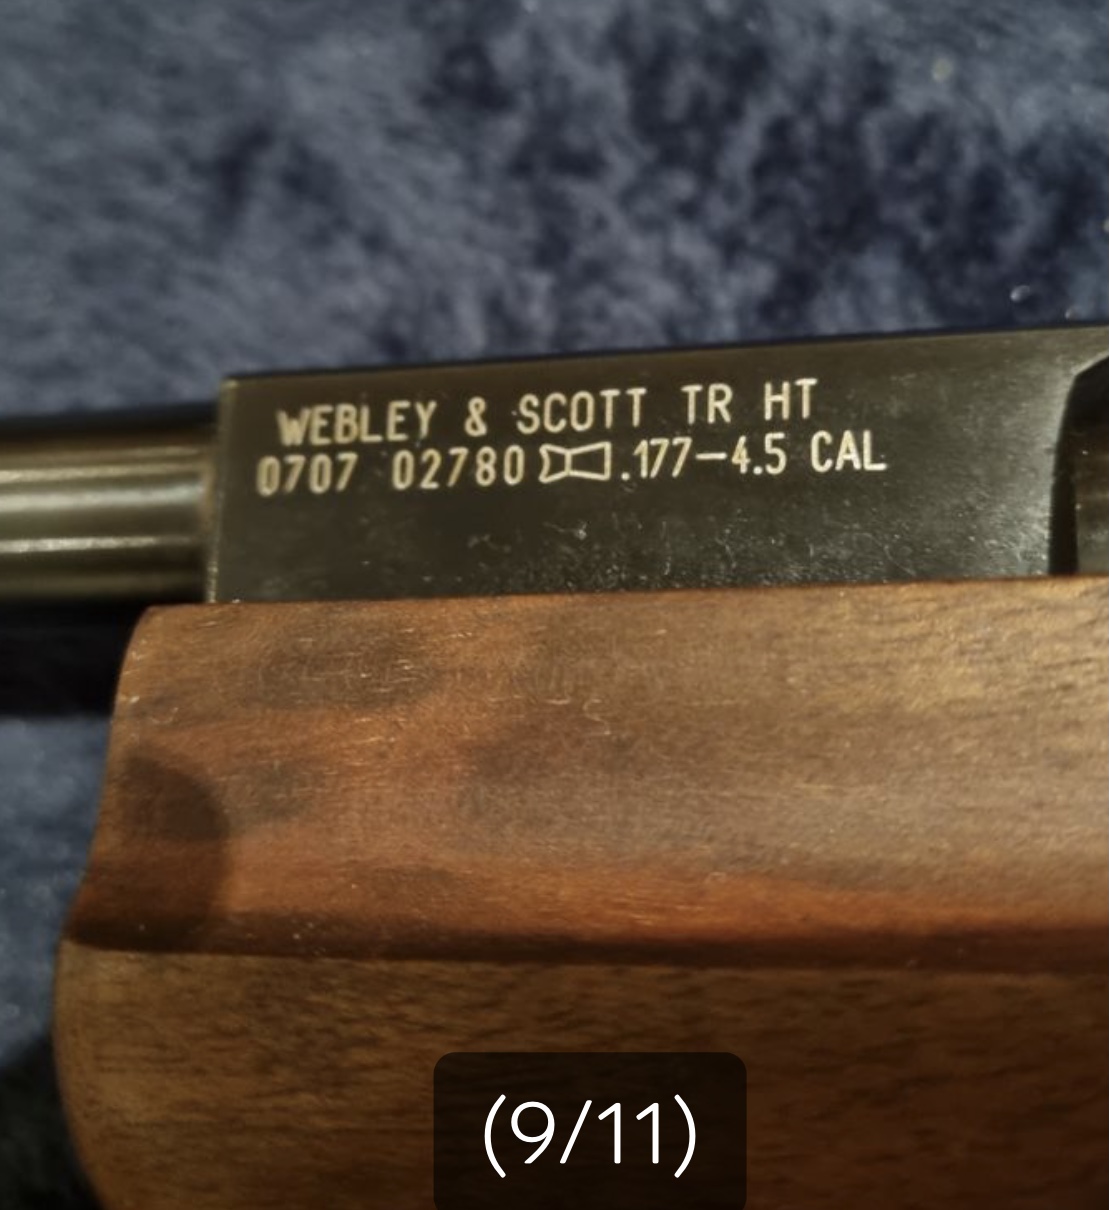 WEBLEY & SCOTT TR HT
0707 02780 .177-4.5 CAL
(9/11)